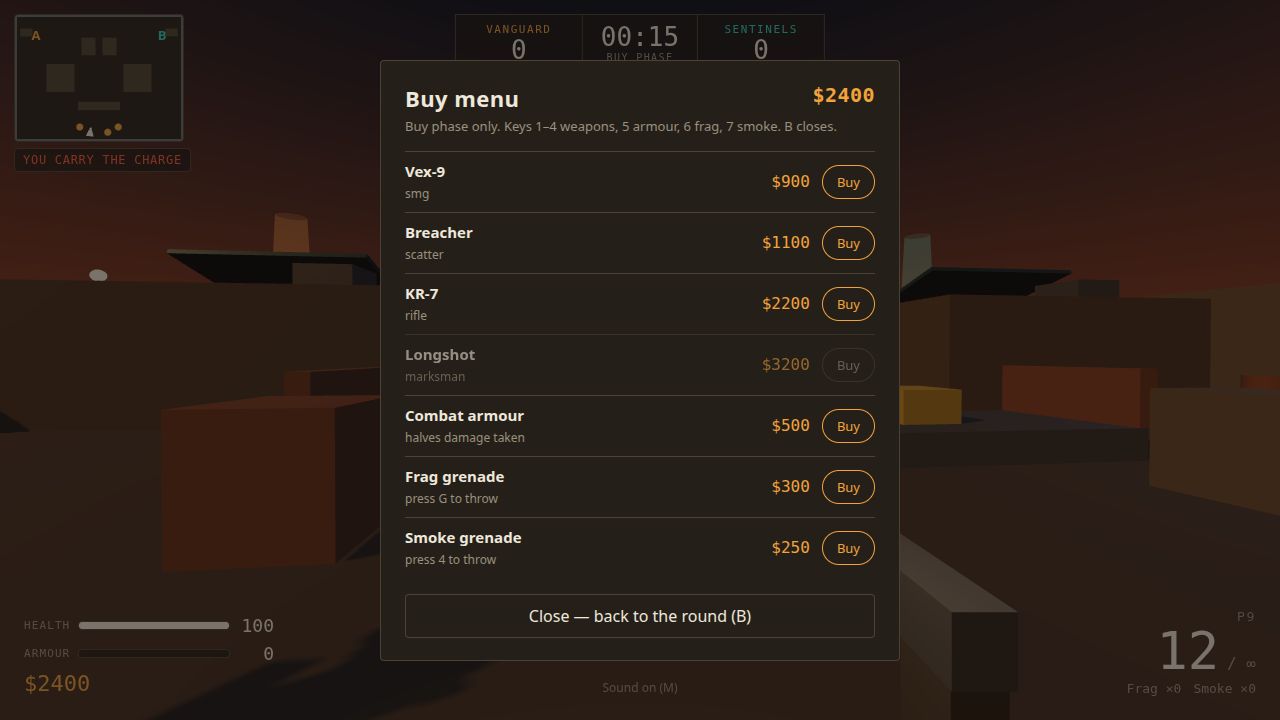 A
B
YOU CARRY THE CHARGE
VANGUARD
0
00:15
BUY PHASE
SENTINELS
0
Buy menu
$2400
Buy phase only. Keys 1–4 weapons, 5 armour, 6 frag, 7 smoke. B closes.
Vex-9
smg
$900
Buy
Breacher
scatter
$1100
Buy
KR-7
rifle
$2200
Buy
Longshot
marksman
$3200
Buy
Combat armour
halves damage taken
$500
Buy
Frag grenade
press G to throw
$300
Buy
Smoke grenade
press 4 to throw
$250
Buy
Close — back to the round (B)
HEALTH 100
ARMOUR 0
$2400
Sound on (M)
P9
12 / ∞
Frag ×0 Smoke ×0